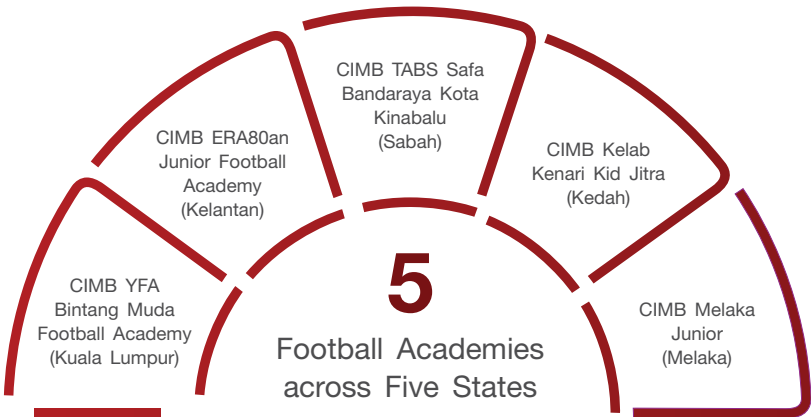 CIMB YFA
Bintang Muda
Football Academy
(Kuala Lumpur)
CIMB ERA80an
Junior Football
Academy
(Kelantan)
CIMB TABS Safa
Bandaraya Kota
Kinabalu
(Sabah)
CIMB Kelab
Kenari Kid Jitra
(Kedah)
CIMB Melaka
Junior
(Melaka)
5
Football Academies
across Five States